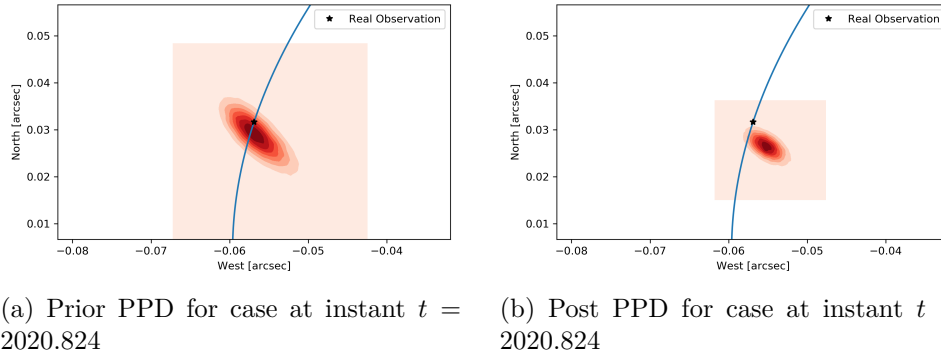 Real Observation
0.05
0.04
0.03
0.02
0.01
North [arcsec]
−0.08 −0.07 −0.06 −0.05 −0.04
West [arcsec]
Real Observation
0.05
0.04
0.03
0.02
0.01
North [arcsec]
−0.08 −0.07 −0.06 −0.05 −0.04
West [arcsec]
(a) Prior PPD for case at instant t =
2020.824
(b) Post PPD for case at instant t
2020.824